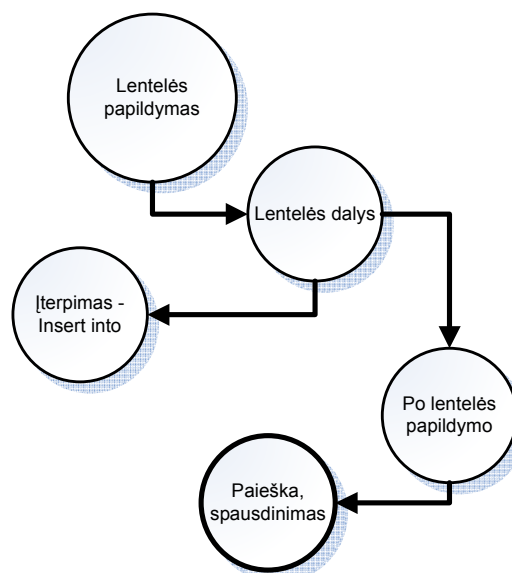 Lentelės
papildymas
Lentelės dalys
Įterpimas -
Insert into
Po lentelės
papildymo
Paieška,
spausdinimas